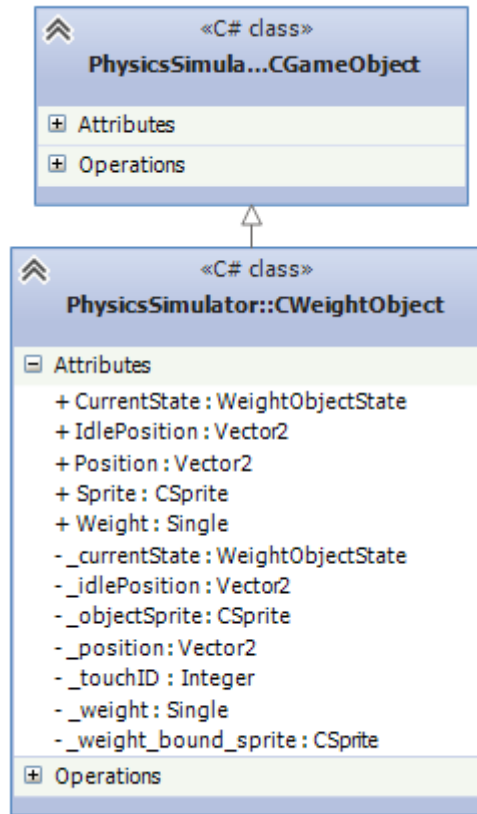 «C# class»
PhysicsSimula...CGameObject
Attributes
Operations
«C# class»
PhysicsSimulator::CWeightObject
Attributes
+ CurrentState : WeightObjectState
+ IdlePosition : Vector2
+ Position : Vector2
+ Sprite : CSprite
+ Weight : Single
- _currentState : WeightObjectState
- _idlePosition : Vector2
- _objectSprite : CSprite
- _position : Vector2
- _touchID : Integer
- _weight : Single
- _weight_bound_sprite : CSprite
Operations